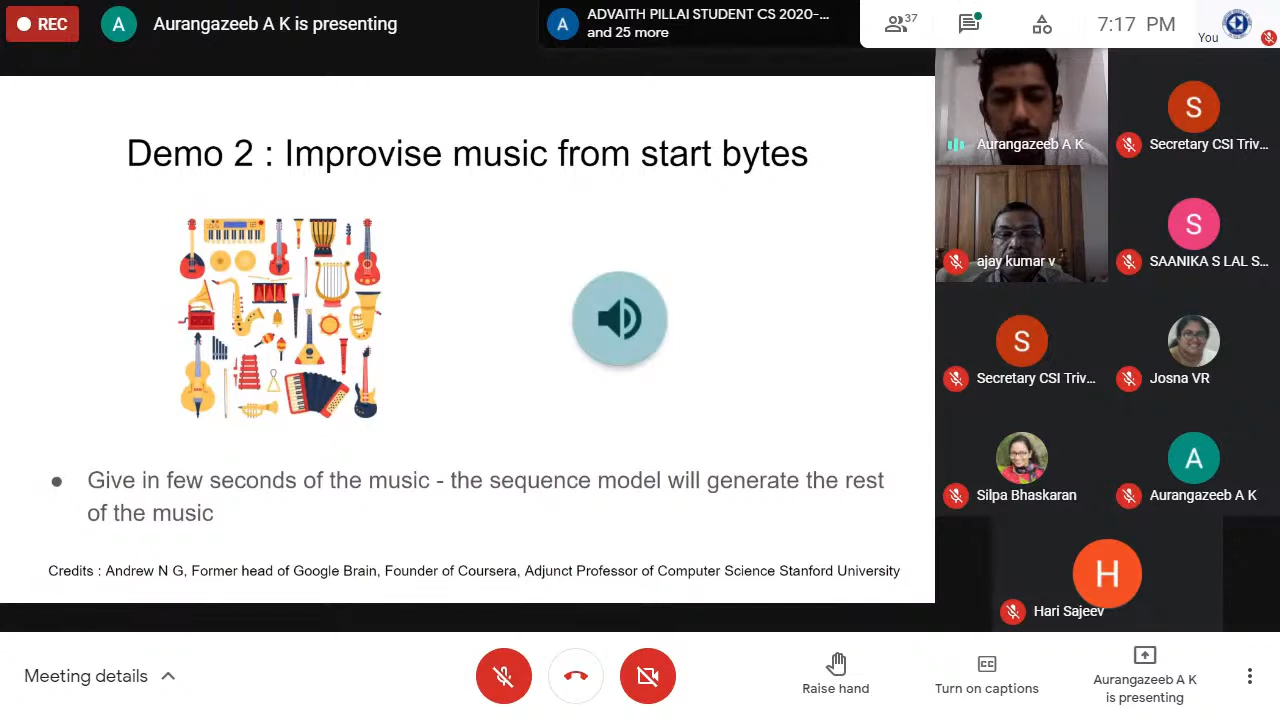 REC
A
Aurangazeeb A K is presenting
A
ADVAITH PILLAI STUDENT CS 2020-...
and 25 more
37
7:17 PM
You
Demo 2 : Improvise music from start bytes
● Give in few seconds of the music - the sequence model will generate the rest
of the music
Credits : Andrew N G, Former head of Google Brain, Founder of Coursera, Adjunct Professor of Computer Science Stanford University
Aurangazeeb A K
S
Secretary CSI Triv...
ajay kumar v
S
SAANIKA S LAL S...
S
Secretary CSI Triv...
Josna VR
Silpa Bhaskaran
A
Aurangazeeb A K
H
Hari Sajeev
Meeting details
Raise hand
CC
Turn on captions
Aurangazeeb A K
is presenting